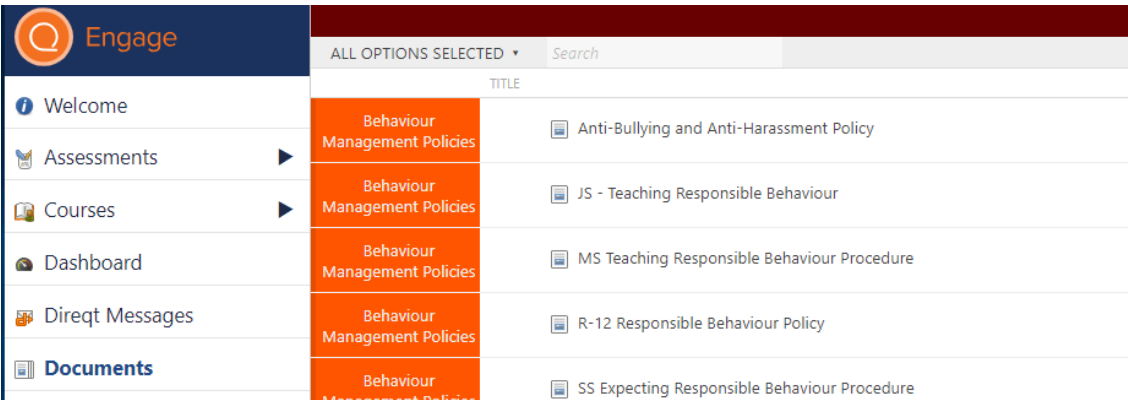 Engage
Welcome
Assessments
Courses
Dashboard
Direqt Messages
Documents
ALL OPTIONS SELECTED
Search
TITLE
Behaviour
Management Policies
Anti-Bullying and Anti-Harassment Policy
Behaviour
Management Policies
JS - Teaching Responsible Behaviour
Behaviour
Management Policies
MS Teaching Responsible Behaviour Procedure
Behaviour
Management Policies
R-12 Responsible Behaviour Policy
Behaviour
Management Policies
SS Expecting Responsible Behaviour Procedure